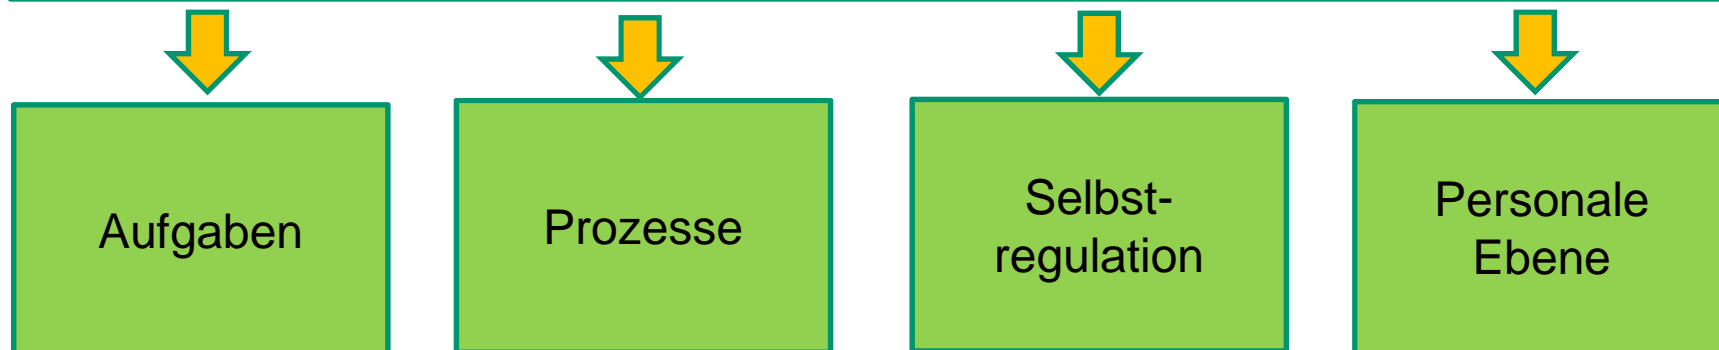 Aufgaben
Prozesse
Selbst-
regulation
Personale
Ebene